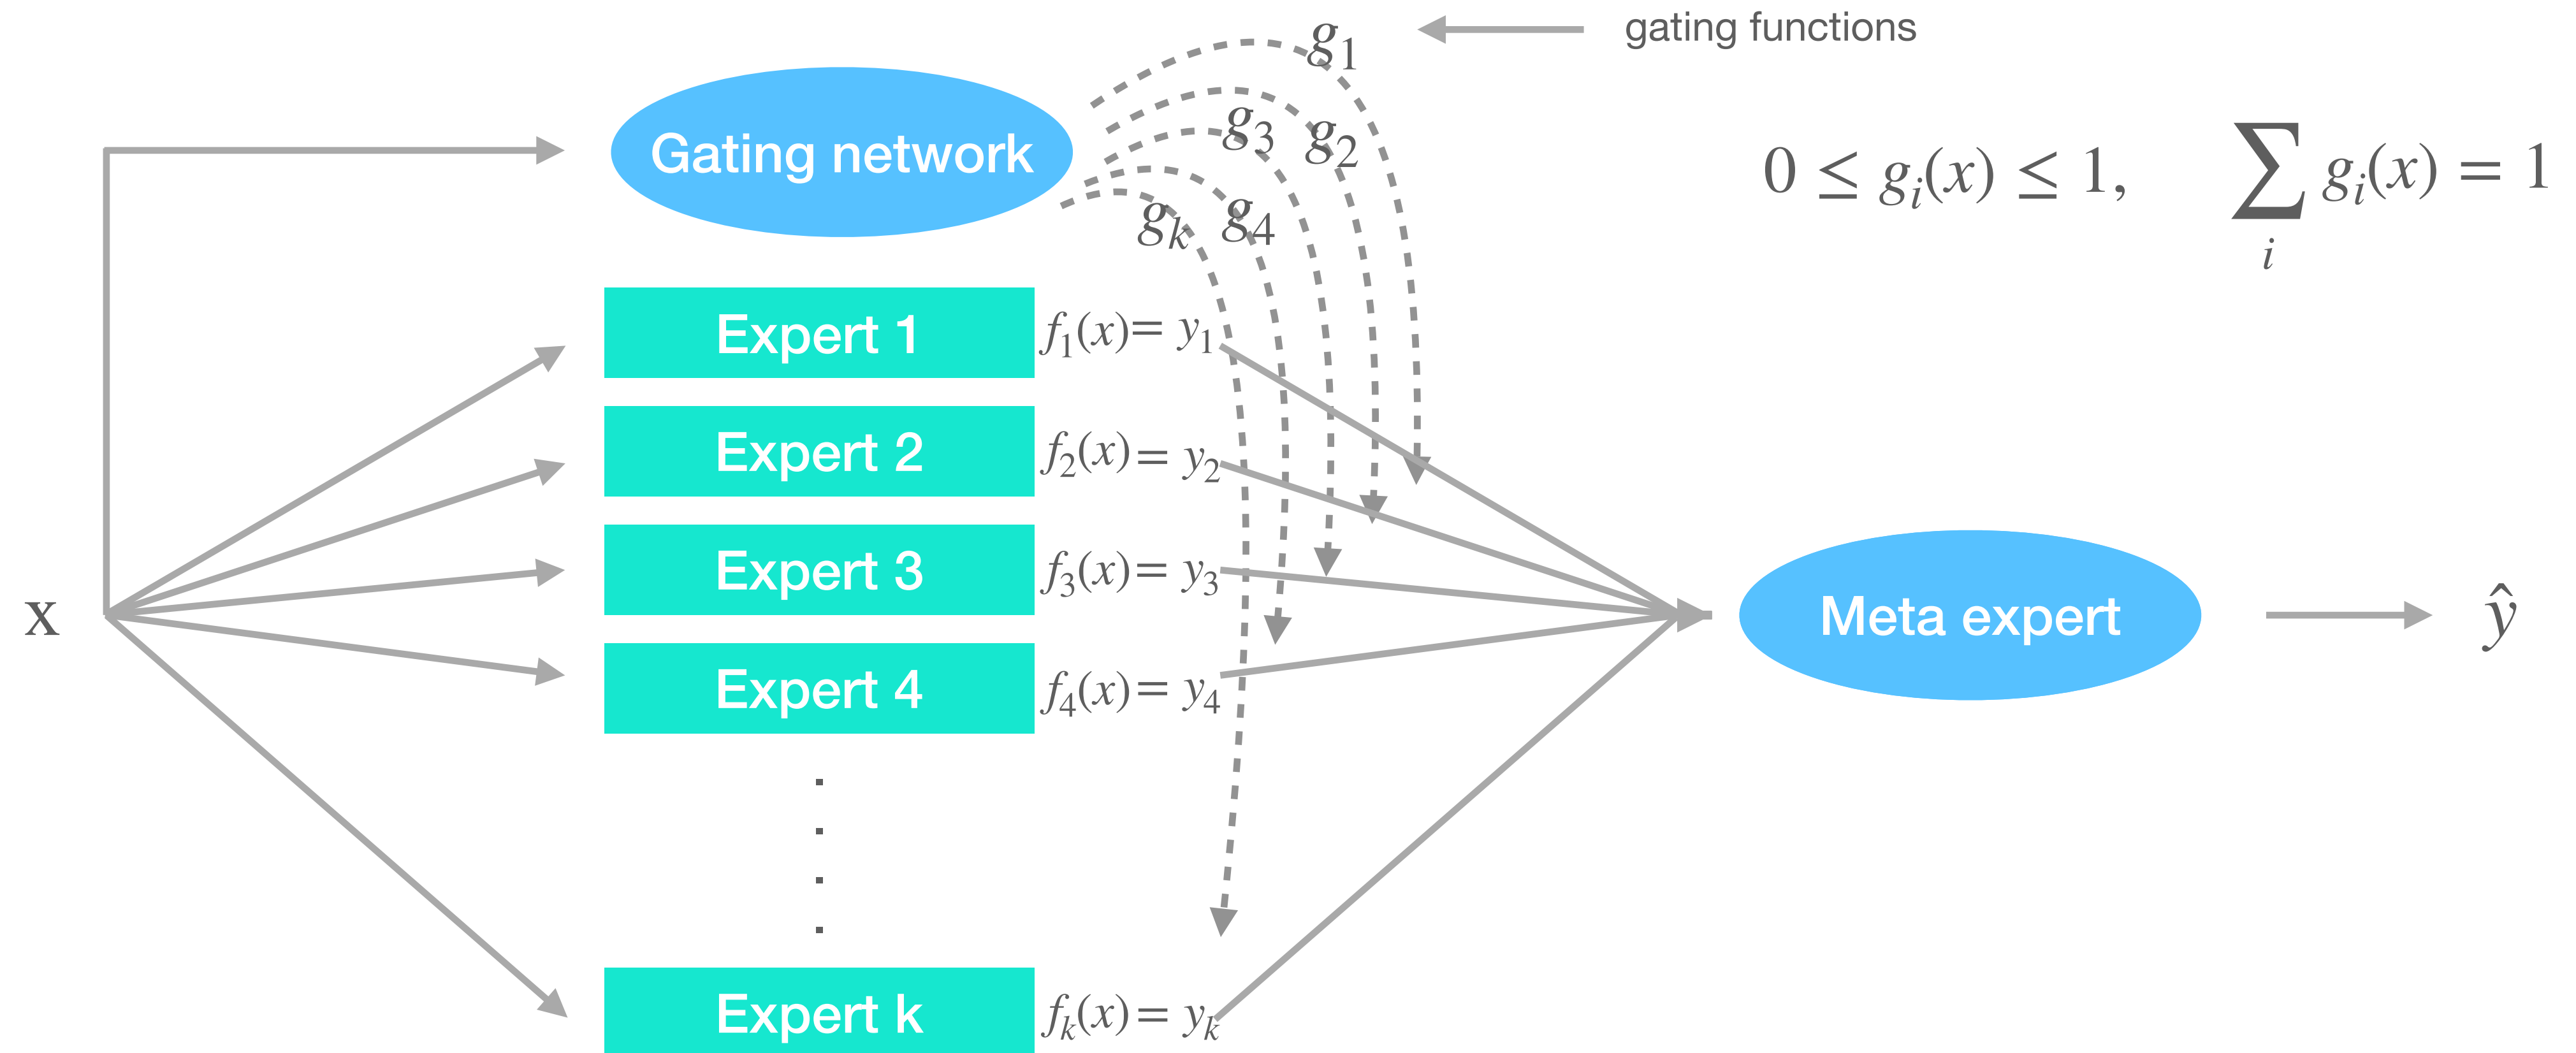 g₁
gating functions
Gating network
g₃
g₂
0 ≤ gᵢ(x) ≤ 1, ∑ᵢ gᵢ(x) = 1
gₖ
g₄
Expert 1
f₁(x) = y₁
Expert 2
f₂(x) = y₂
Expert 3
f₃(x) = y₃
x
Meta expert
ŷ
Expert 4
f₄(x) = y₄
.
.
.
.
Expert k
fₖ(x) = yₖ